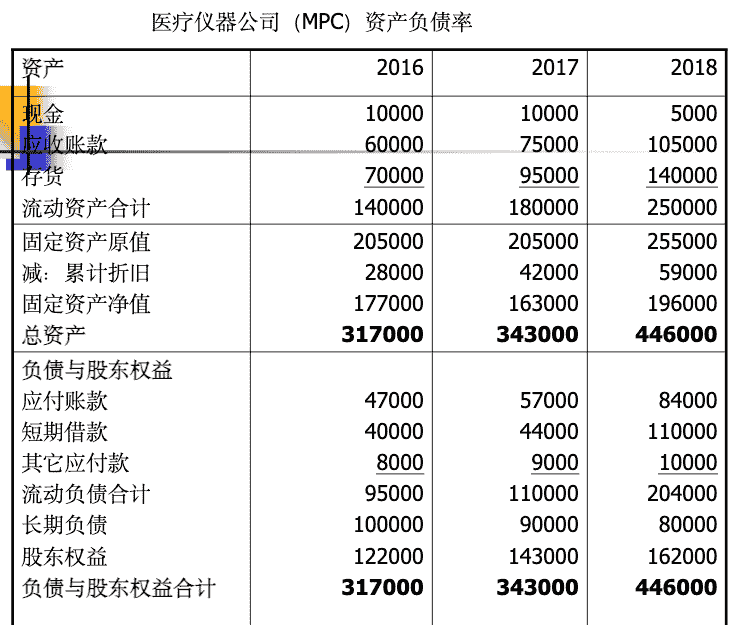 医疗仪器公司（MPC）资产负债率
资产 2016 2017 2018
现金 10000 10000 5000
应收账款 60000 75000 105000
存货 70000 95000 140000
流动资产合计 140000 180000 250000
固定资产原值 205000 205000 255000
减：累计折旧 28000 42000 59000
固定资产净值 177000 163000 196000
总资产 317000 343000 446000
负债与股东权益
应付账款 47000 57000 84000
短期借款 40000 44000 110000
其它应付款 8000 9000 10000
流动负债合计 95000 110000 204000
长期负债 100000 90000 80000
股东权益 122000 143000 162000
负债与股东权益合计 317000 343000 446000